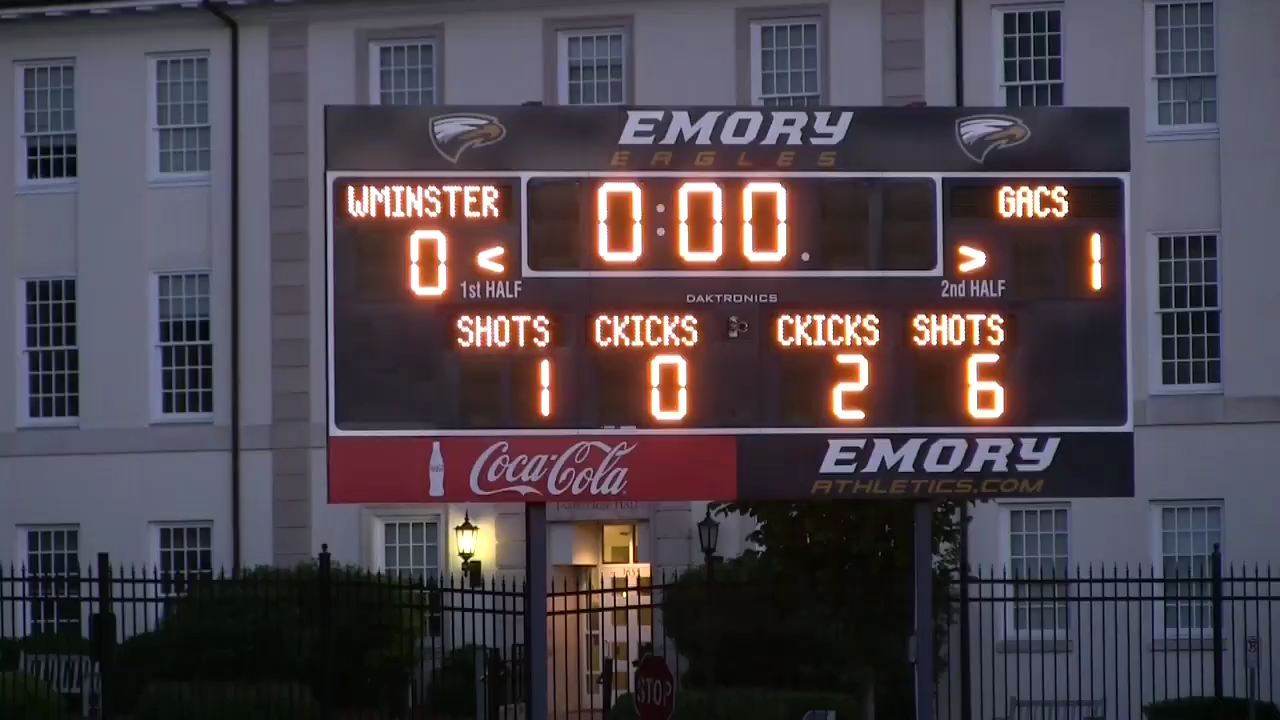 EMORY
EAGLES
WMINSTER 0:00. GACS
0 < > 1
1st HALF 2nd HALF
DAKTRONICS
SHOTS CKICKS CKICKS SHOTS
1 0 2 6
Coca-Cola EMORY
ATHLETICS.COM
STOP